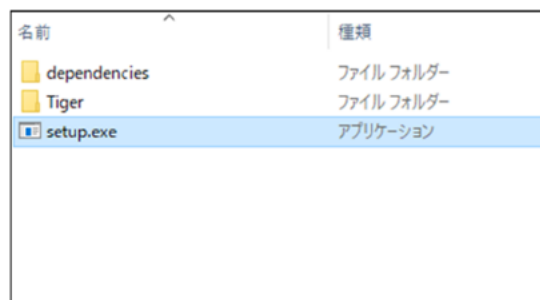 名前 種類
dependencies ファイル フォルダー
Tiger ファイル フォルダー
setup.exe アプリケーション